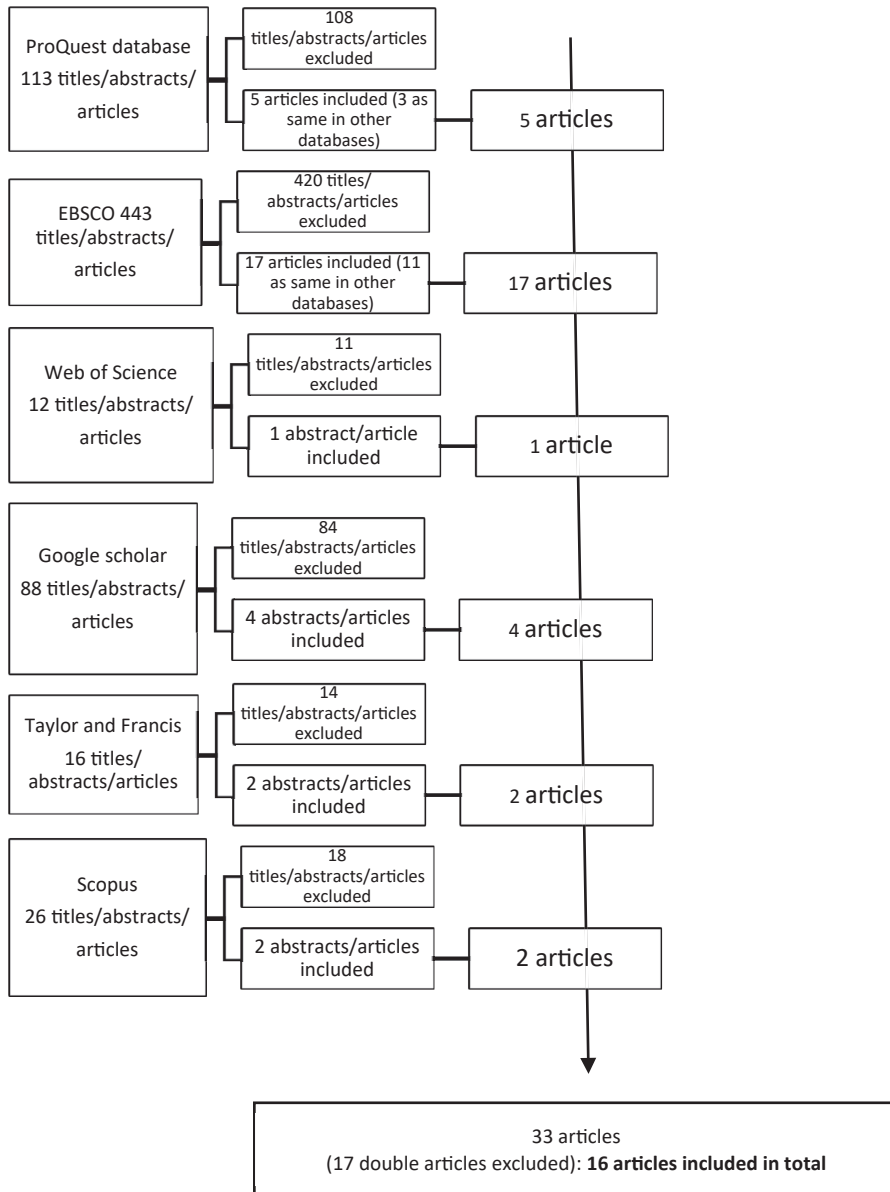 ProQuest database
113 titles/abstracts/
articles
108
titles/abstracts/articles
excluded
5 articles included (3 as
same in other
databases)
5 articles
EBSCO 443
titles/abstracts/
articles
420 titles/
abstracts/articles
excluded
17 articles included (11
as same in other
databases)
17 articles
Web of Science
12 titles/abstracts/
articles
11
titles/abstracts/articles
excluded
1 abstract/article
included
1 article
Google scholar
88 titles/abstracts/
articles
84
titles/abstracts/articles
excluded
4 abstracts/articles
included
4 articles
Taylor and Francis
16 titles/
abstracts/articles
14
titles/abstracts/articles
excluded
2 abstracts/articles
included
2 articles
Scopus
26 titles/abstracts/
articles
18
titles/abstracts/articles
excluded
2 abstracts/articles
included
2 articles
33 articles
(17 double articles excluded): 16 articles included in total